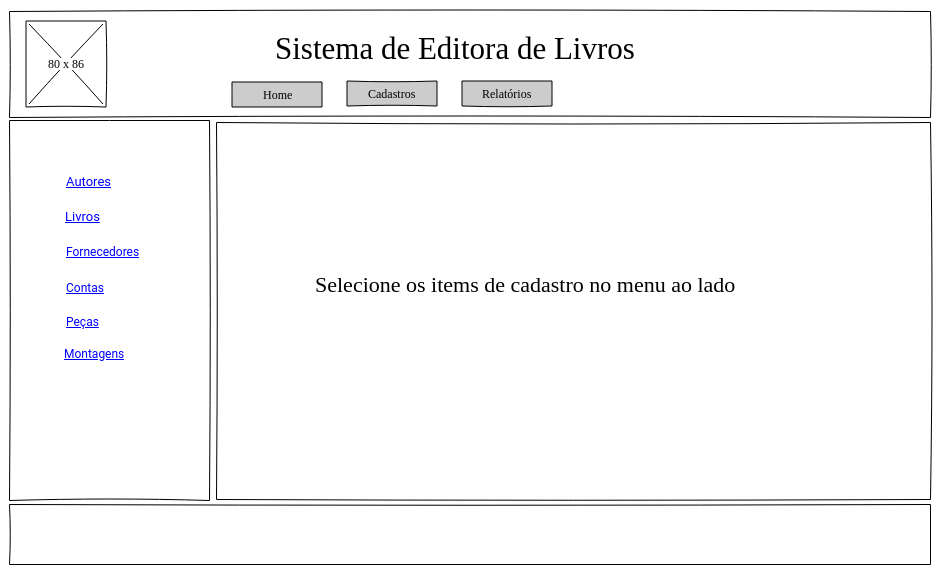 Sistema de Editora de Livros
80 x 86
Home
Cadastros
Relatórios
Autores
Livros
Fornecedores
Contas
Peças
Montagens
Selecione os items de cadastro no menu ao lado